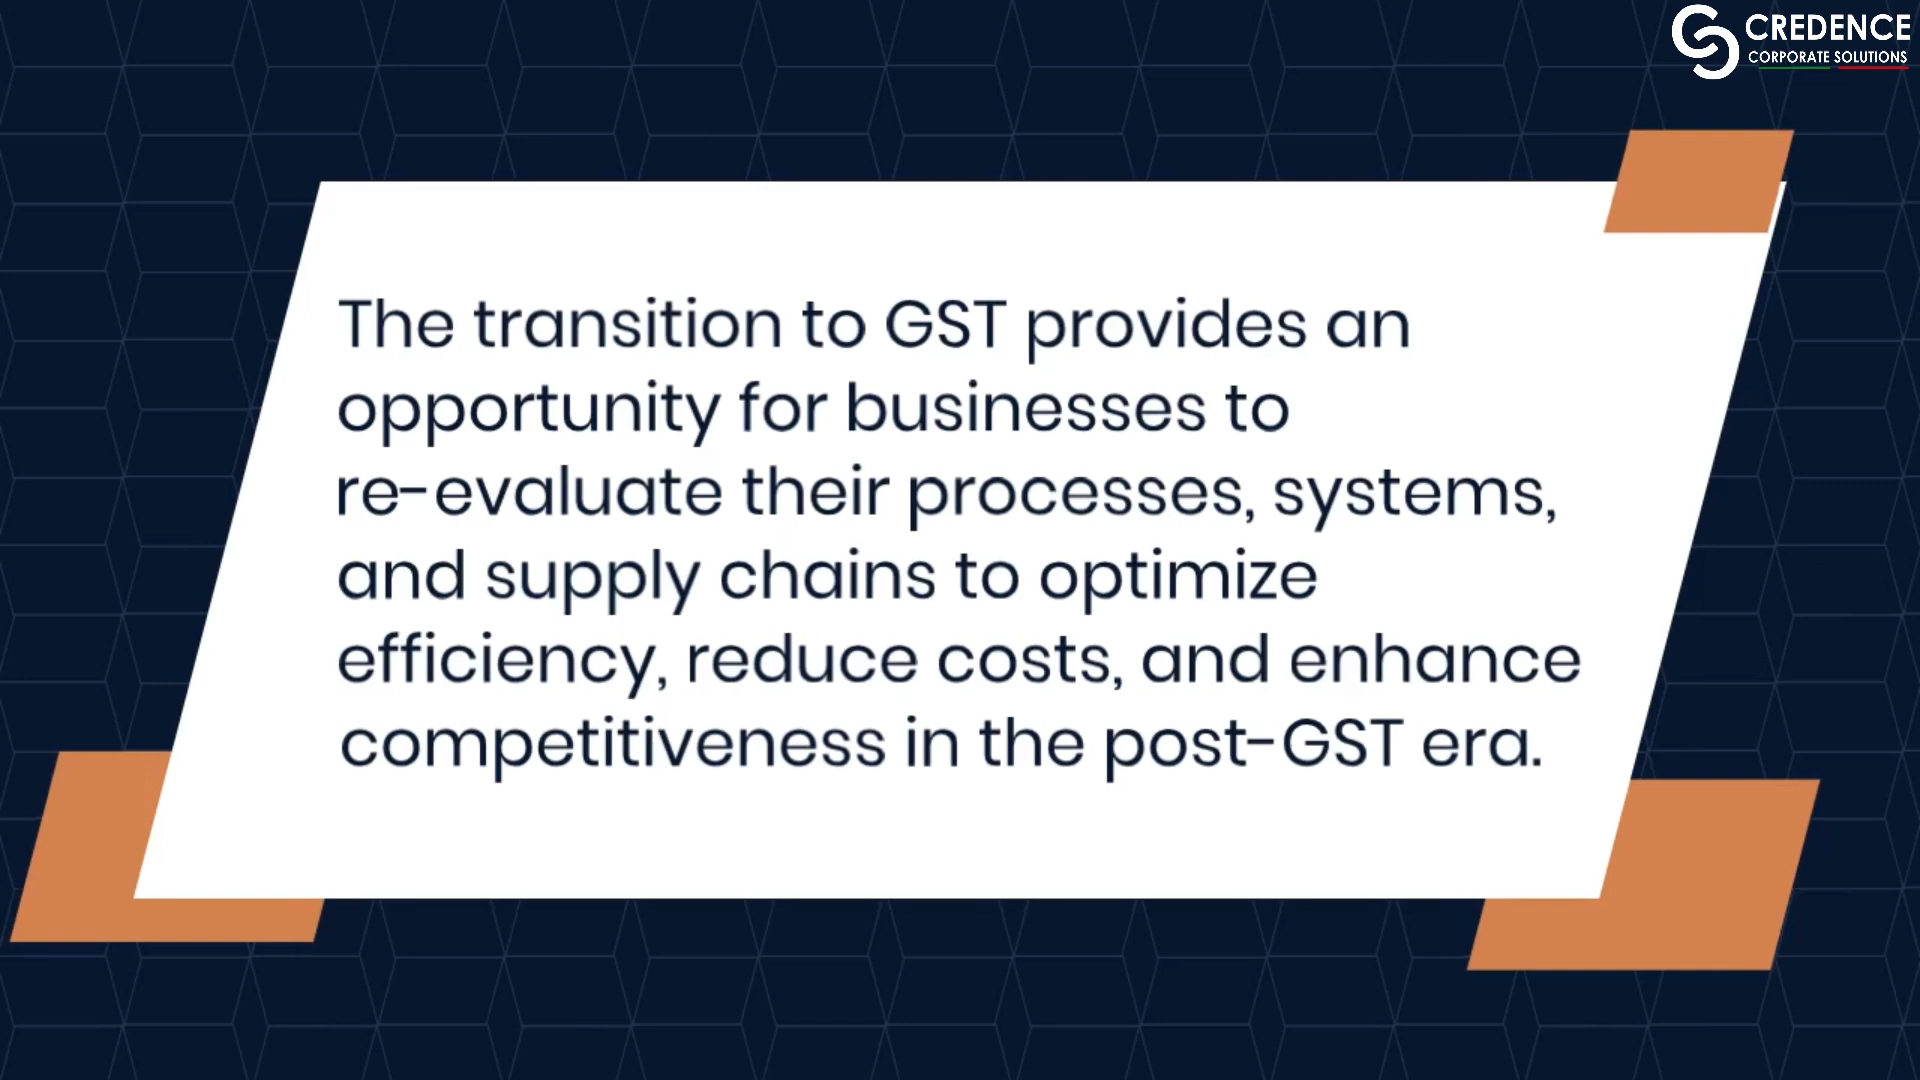 CREDENCE
CORPORATE SOLUTIONS
The transition to GST provides an
opportunity for businesses to
re-evaluate their processes, systems,
and supply chains to optimize
efficiency, reduce costs, and enhance
competitiveness in the post-GST era.